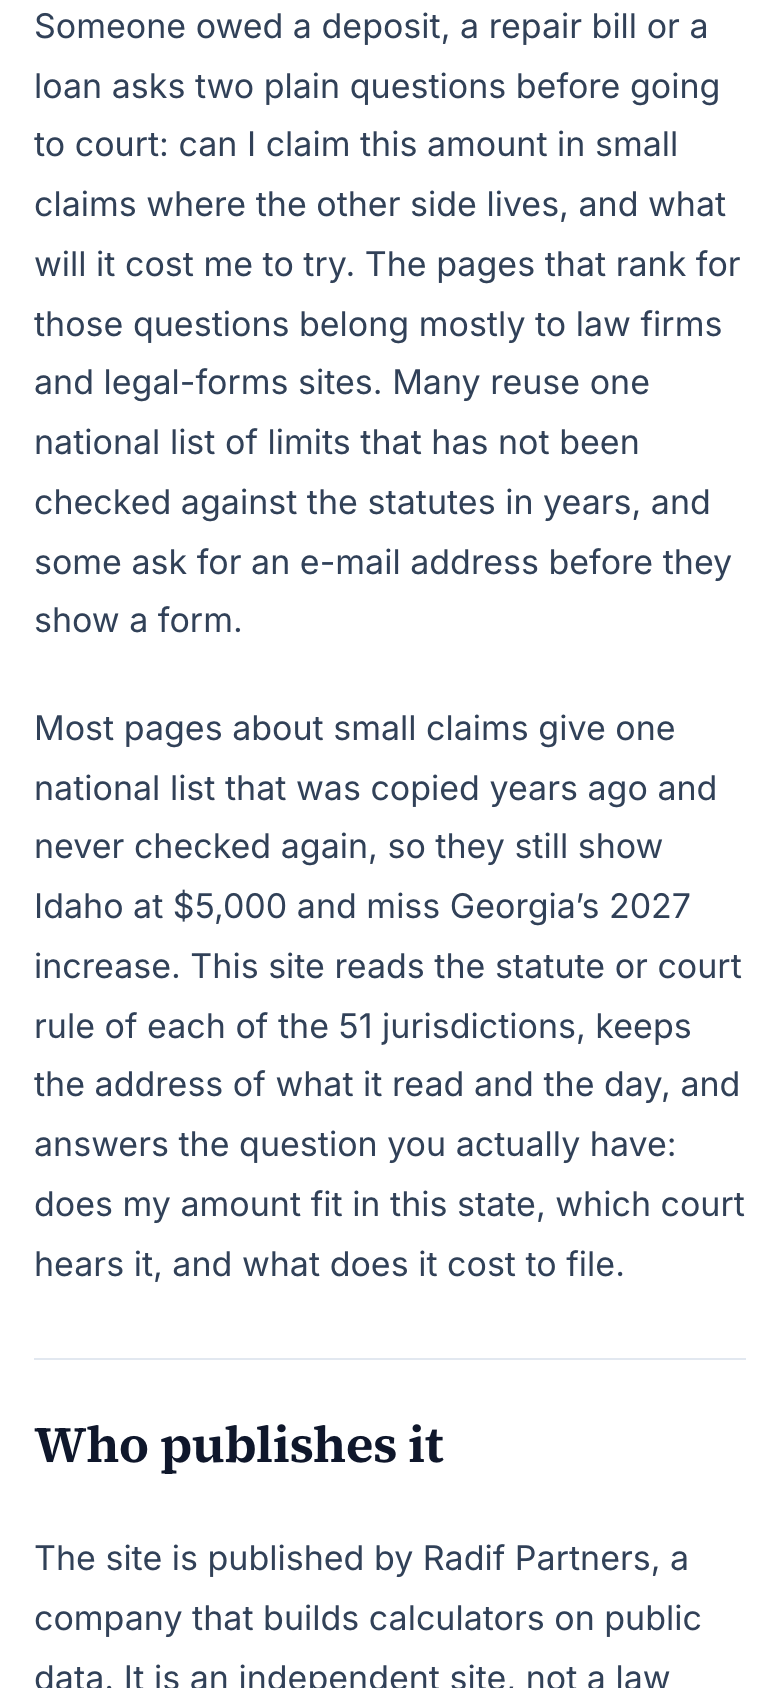 Someone owed a deposit, a repair bill or a
loan asks two plain questions before going
to court: can I claim this amount in small
claims where the other side lives, and what
will it cost me to try. The pages that rank for
those questions belong mostly to law firms
and legal-forms sites. Many reuse one
national list of limits that has not been
checked against the statutes in years, and
some ask for an e-mail address before they
show a form.
Most pages about small claims give one
national list that was copied years ago and
never checked again, so they still show
Idaho at $5,000 and miss Georgia’s 2027
increase. This site reads the statute or court
rule of each of the 51 jurisdictions, keeps
the address of what it read and the day, and
answers the question you actually have:
does my amount fit in this state, which court
hears it, and what does it cost to file.
Who publishes it
The site is published by Radif Partners, a
company that builds calculators on public
data. It is an independent site, not a law